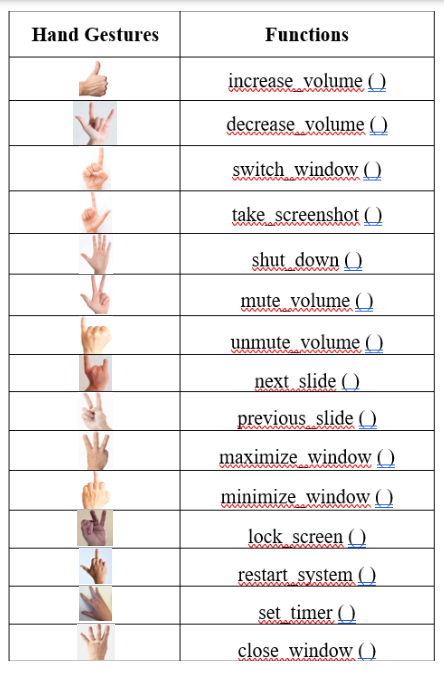 Hand Gestures Functions
increase_volume ( )
decrease_volume ( )
switch_window ( )
take_screenshot ( )
shut_down ( )
mute_volume ( )
unmute_volume ( )
next_slide ( )
previous_slide ( )
maximize_window ( )
minimize_window ( )
lock_screen ( )
restart_system ( )
set_timer ( )
close_window ( )